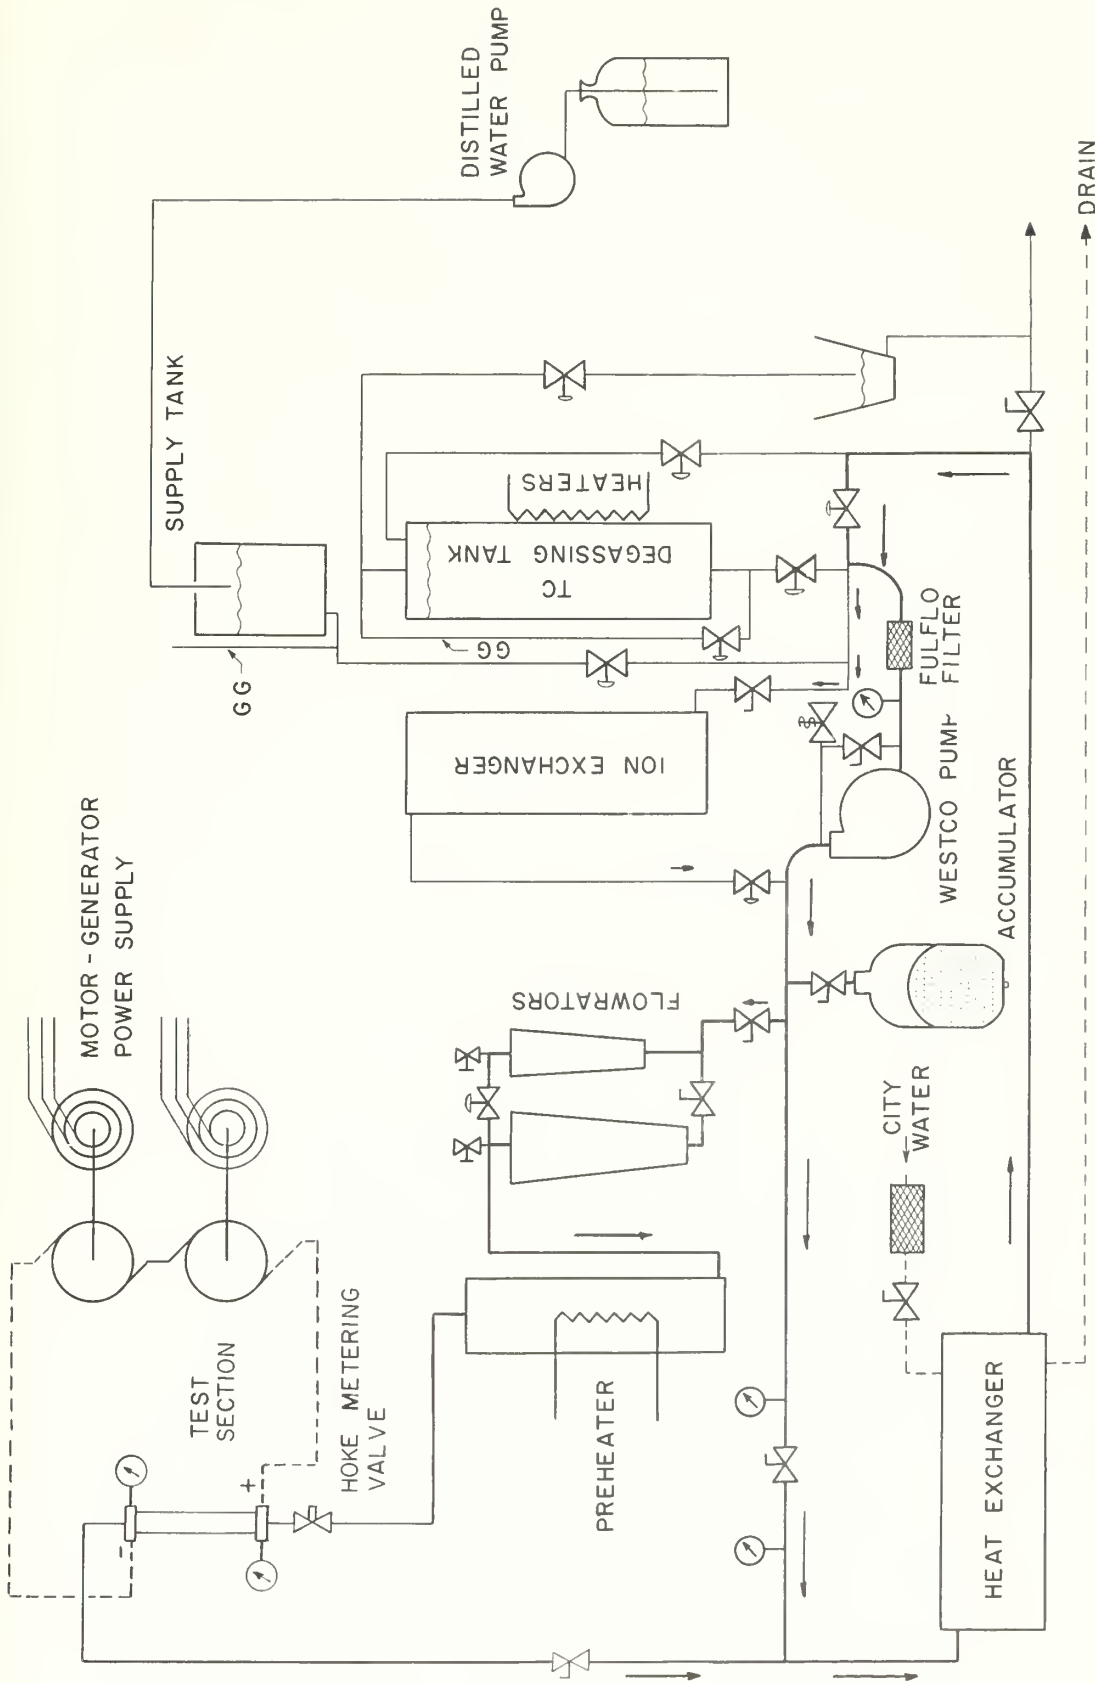 MOTOR-GENERATOR
POWER SUPPLY
TEST
SECTION
HOKE METERING
VALVE
PREHEATER
FLOWRATORS
HEAT EXCHANGER
CITY
WATER
ACCUMULATOR
WESTCO PUMP
FULFLO
FILTER
ION EXCHANGER
GG
GG
SUPPLY TANK
TC
DEGASSING TANK
HEATERS
DISTILLED
WATER PUMP
DRAIN
+
-